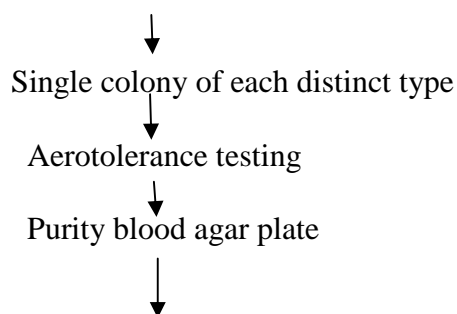 Single colony of each distinct type
Aerotolerance testing
Purity blood agar plate